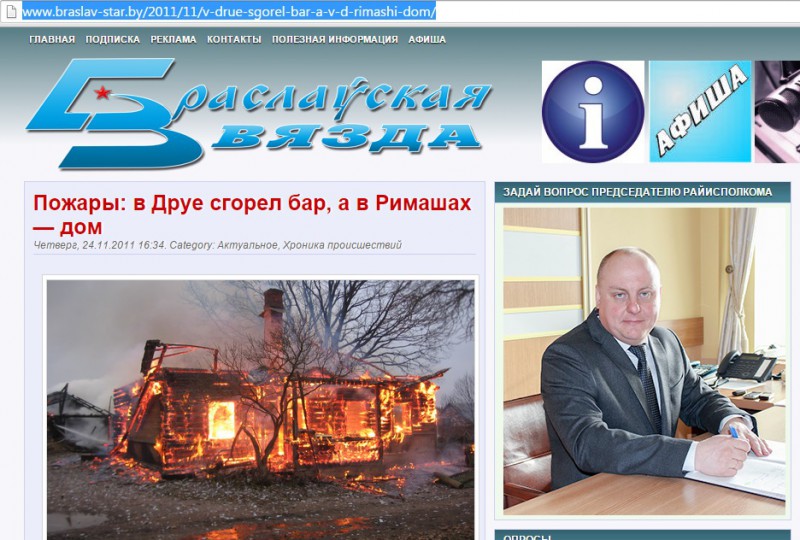 www.braslav-star.by/2011/11/v-drue-sgorel-bar-a-v-d-rimashi-dom/
ГЛАВНАЯ ПОДПИСКА РЕКЛАМА КОНТАКТЫ ПОЛЕЗНАЯ ИНФОРМАЦИЯ АФИША
Браслаўская
Звязда
i
АФИША
Пожары: в Друе сгорел бар, а в Римашах
— дом
Четверг, 24.11.2011 16:34. Category: Актуальное, Хроника происшествий
ЗАДАЙ ВОПРОС ПРЕДСЕДАТЕЛЮ РАЙИСПОЛКОМА
ОПРОСЫ